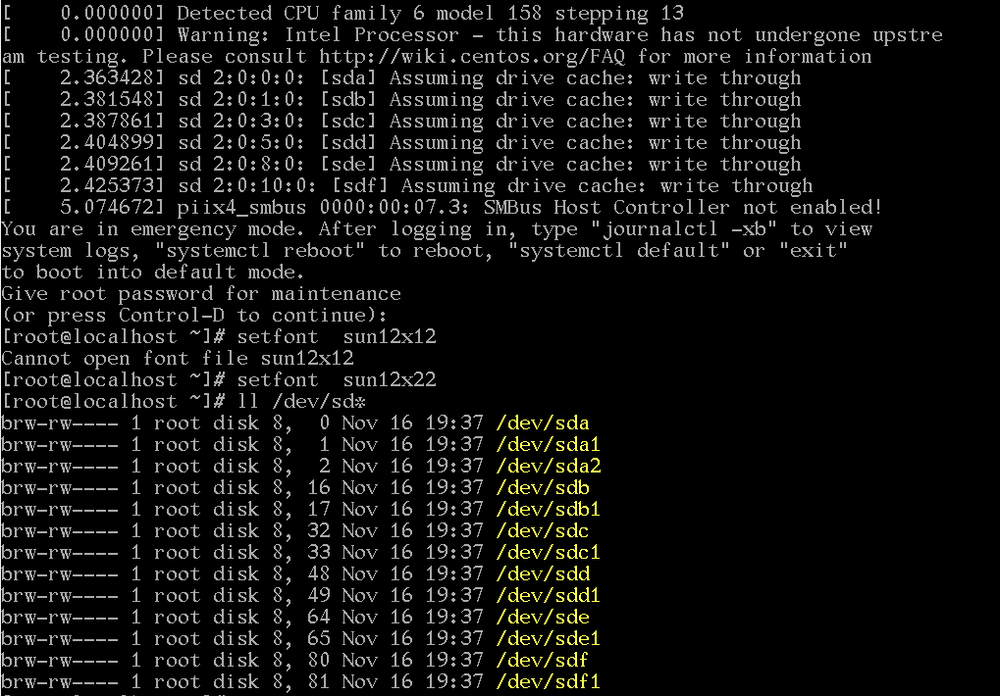 [    0.000000] Detected CPU family 6 model 158 stepping 13
[    0.000000] Warning: Intel Processor - this hardware has not undergone upstre
am testing. Please consult http://wiki.centos.org/FAQ for more information
[    2.363428] sd 2:0:0:0: [sda] Assuming drive cache: write through
[    2.381548] sd 2:0:1:0: [sdb] Assuming drive cache: write through
[    2.387861] sd 2:0:3:0: [sdc] Assuming drive cache: write through
[    2.404899] sd 2:0:5:0: [sdd] Assuming drive cache: write through
[    2.409261] sd 2:0:8:0: [sde] Assuming drive cache: write through
[    2.425373] sd 2:0:10:0: [sdf] Assuming drive cache: write through
[    5.074672] piix4_smbus 0000:00:07.3: SMBus Host Controller not enabled!
You are in emergency mode. After logging in, type "journalctl -xb" to view
system logs, "systemctl reboot" to reboot, "systemctl default" or "exit"
to boot into default mode.
Give root password for maintenance
(or press Control-D to continue):
[root@localhost ~]# setfont  sun12x12
Cannot open font file sun12x12
[root@localhost ~]# setfont  sun12x22
[root@localhost ~]# ll /dev/sd*
brw-rw---- 1 root disk 8,  0 Nov 16 19:37 /dev/sda
brw-rw---- 1 root disk 8,  1 Nov 16 19:37 /dev/sda1
brw-rw---- 1 root disk 8,  2 Nov 16 19:37 /dev/sda2
brw-rw---- 1 root disk 8, 16 Nov 16 19:37 /dev/sdb
brw-rw---- 1 root disk 8, 17 Nov 16 19:37 /dev/sdb1
brw-rw---- 1 root disk 8, 32 Nov 16 19:37 /dev/sdc
brw-rw---- 1 root disk 8, 33 Nov 16 19:37 /dev/sdc1
brw-rw---- 1 root disk 8, 48 Nov 16 19:37 /dev/sdd
brw-rw---- 1 root disk 8, 49 Nov 16 19:37 /dev/sdd1
brw-rw---- 1 root disk 8, 64 Nov 16 19:37 /dev/sde
brw-rw---- 1 root disk 8, 65 Nov 16 19:37 /dev/sde1
brw-rw---- 1 root disk 8, 80 Nov 16 19:37 /dev/sdf
brw-rw---- 1 root disk 8, 81 Nov 16 19:37 /dev/sdf1